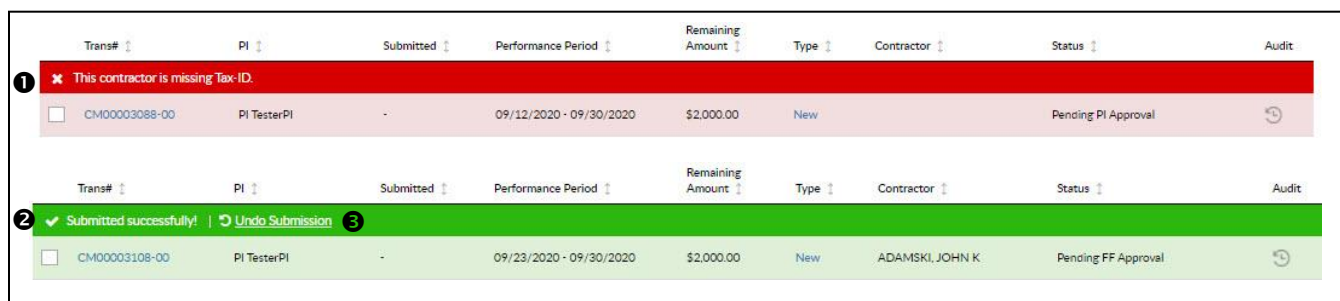 Trans# PI Submitted Performance Period Remaining Amount Type Contractor Status Audit
❶ ✖ This contractor is missing Tax-ID.
CM00003088-00 PI TesterPI - 09/12/2020 - 09/30/2020 $2,000.00 New Pending PI Approval
Trans# PI Submitted Performance Period Remaining Amount Type Contractor Status Audit
❷ ✔ Submitted successfully! | Undo Submission ❸
CM00003108-00 PI TesterPI - 09/23/2020 - 09/30/2020 $2,000.00 New ADAMSKI, JOHN K Pending FF Approval